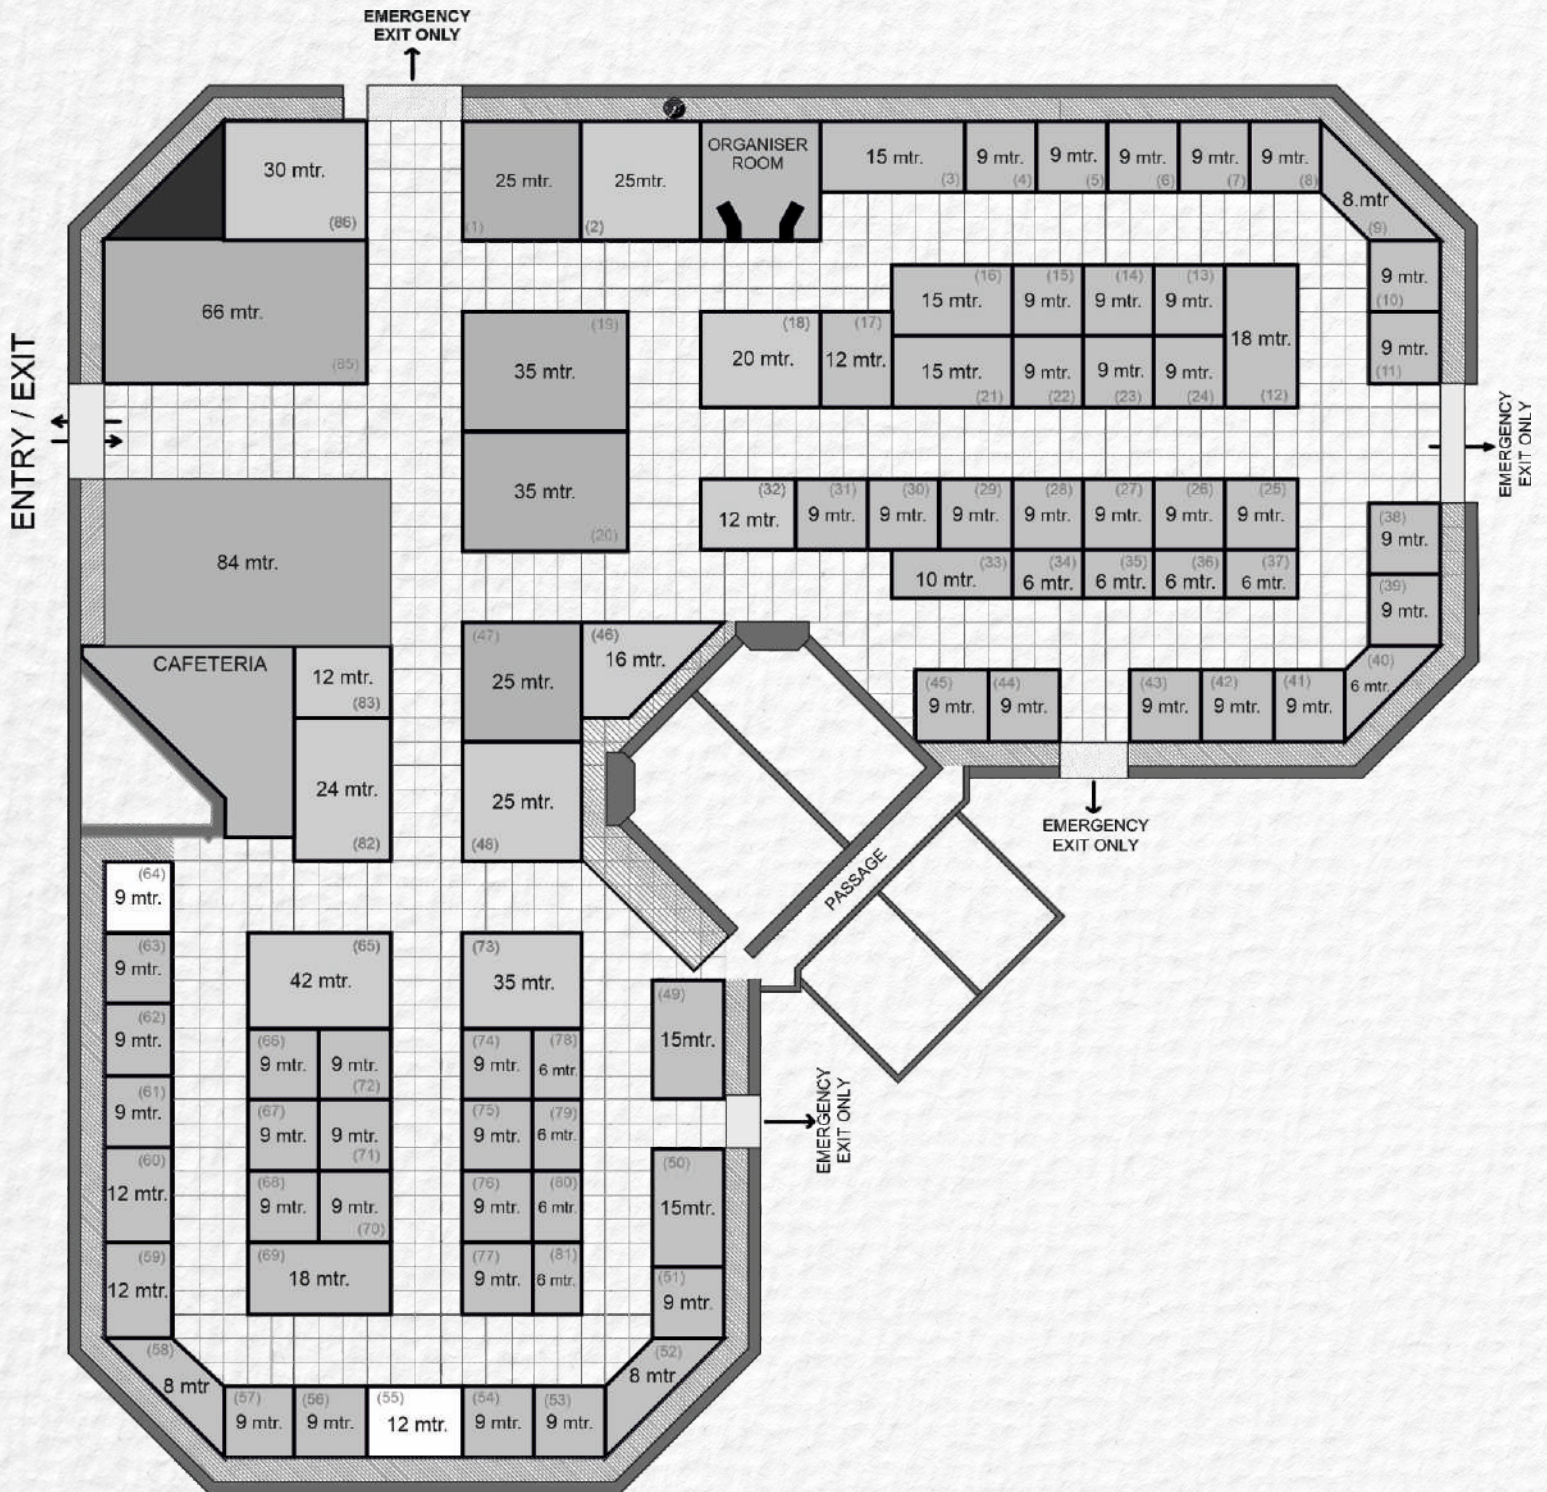 EMERGENCY
EXIT ONLY
30 mtr.
(86)
25 mtr.
(1)
25mtr.
(2)
ORGANISER
ROOM
15 mtr.
(3)
9 mtr.
(4)
9 mtr.
(5)
9 mtr.
(6)
9 mtr.
(7)
9 mtr.
(8)
8.mtr
(9)
9 mtr.
(10)
9 mtr.
(11)
66 mtr.
(85)
(19)
35 mtr.
35 mtr.
(20)
(18)
20 mtr.
(17)
12 mtr.
(16)
15 mtr.
(15)
9 mtr.
(14)
9 mtr.
(13)
9 mtr.
18 mtr.
(12)
15 mtr.
(21)
9 mtr.
(22)
9 mtr.
(23)
9 mtr.
(24)
ENTRY / EXIT
EMERGENCY
EXIT ONLY
(32)
12 mtr.
(31)
9 mtr.
(30)
9 mtr.
(29)
9 mtr.
(28)
9 mtr.
(27)
9 mtr.
(26)
9 mtr.
(25)
9 mtr.
(33)
10 mtr.
(34)
6 mtr.
(35)
6 mtr.
(36)
6 mtr.
(37)
6 mtr.
(38)
9 mtr.
(39)
9 mtr.
(40)
6 mtr.
84 mtr.
CAFETERIA
12 mtr.
(83)
24 mtr.
(82)
(47)
25 mtr.
(46)
16 mtr.
25 mtr.
(48)
(45)
9 mtr.
(44)
9 mtr.
(43)
9 mtr.
(42)
9 mtr.
(41)
9 mtr.
EMERGENCY
EXIT ONLY
PASSAGE
(64)
9 mtr.
(63)
9 mtr.
(62)
9 mtr.
(61)
9 mtr.
(60)
12 mtr.
(59)
12 mtr.
(58)
8 mtr
(65)
42 mtr.
(66)
9 mtr.
9 mtr.
(72)
(67)
9 mtr.
9 mtr.
(71)
(68)
9 mtr.
9 mtr.
(70)
(69)
18 mtr.
(73)
35 mtr.
(74)
9 mtr.
(78)
6 mtr.
(75)
9 mtr.
(79)
6 mtr.
(76)
9 mtr.
(80)
6 mtr.
(77)
9 mtr.
(81)
6 mtr.
(49)
15mtr.
EMERGENCY
EXIT ONLY
(50)
15mtr.
(51)
9 mtr.
(52)
8 mtr
(57)
9 mtr.
(56)
9 mtr.
(55)
12 mtr.
(54)
9 mtr.
(53)
9 mtr.